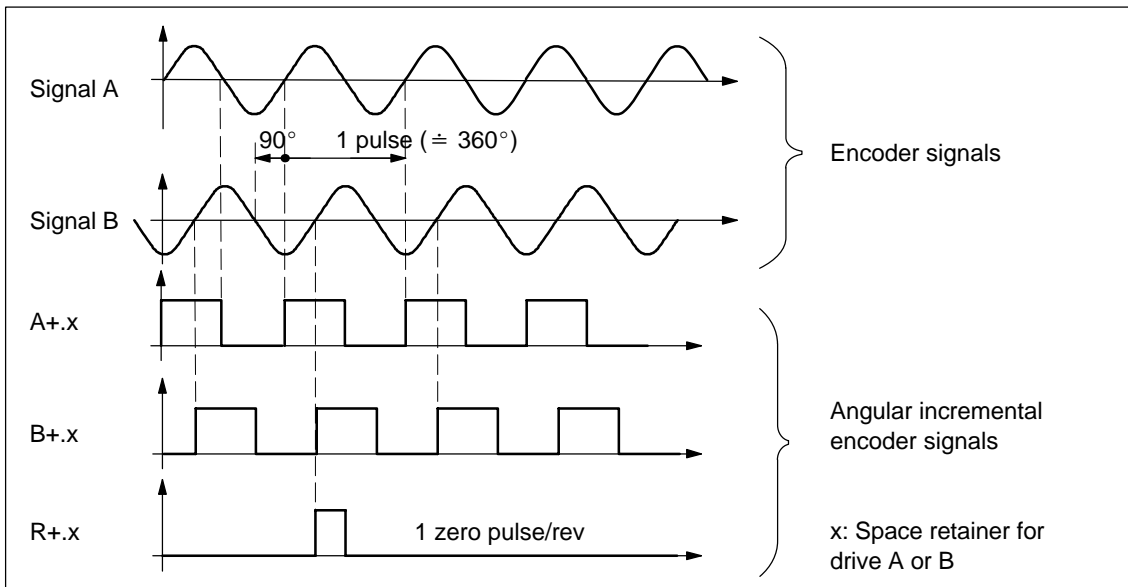 Signal A
90° 1 pulse (≐ 360°)
Encoder signals
Signal B
A+.x
B+.x
Angular incremental
encoder signals
R+.x
1 zero pulse/rev
x: Space retainer for
drive A or B